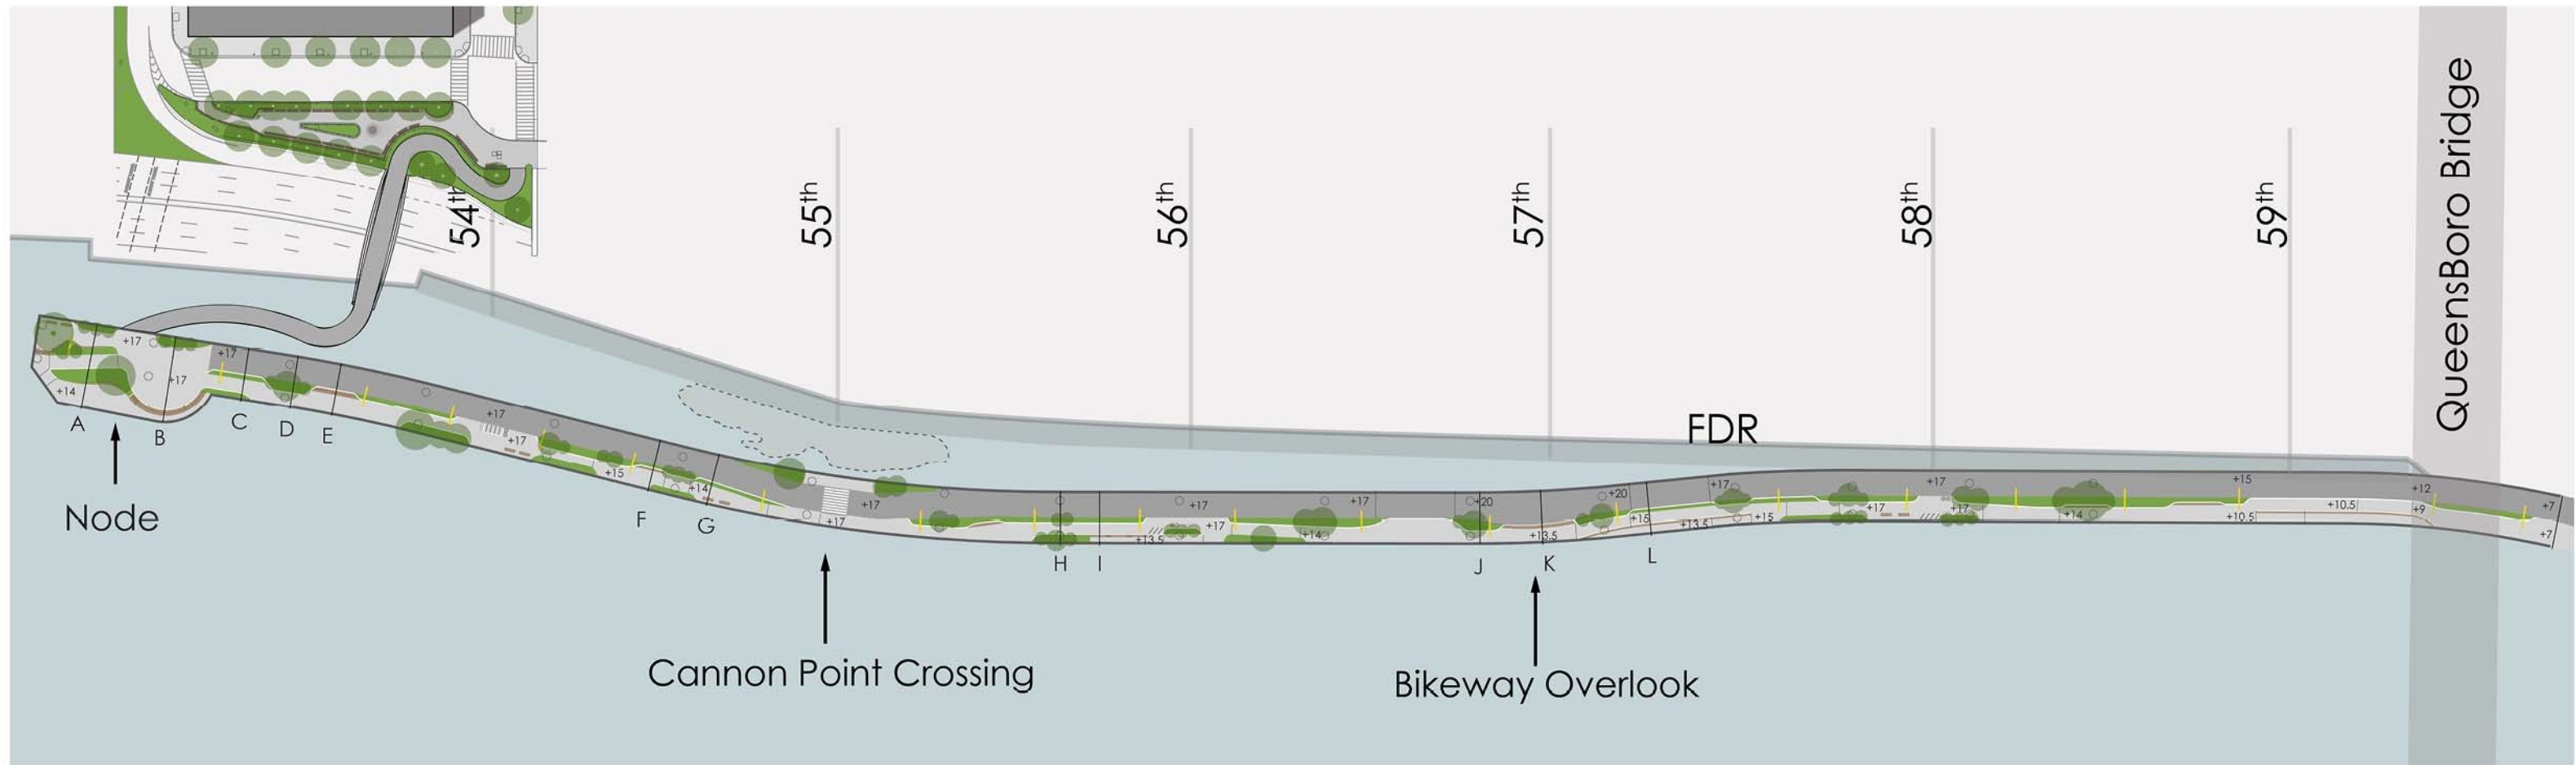 54th
55th
56th
57th
58th
59th
QueensBoro Bridge
FDR
+17
+14
+17
+17
+17
+17
+15
+14
+17
+17
+17
+13.5
+17
+17
+14
+20
+13.5
+20
+15
+13.5
+17
+15
+17
+17
+17
+14
+15
+10.5
+10.5
+12
+9
+7
+7
A
B
C
D
E
F
G
H
I
J
K
L
Node
Cannon Point Crossing
Bikeway Overlook